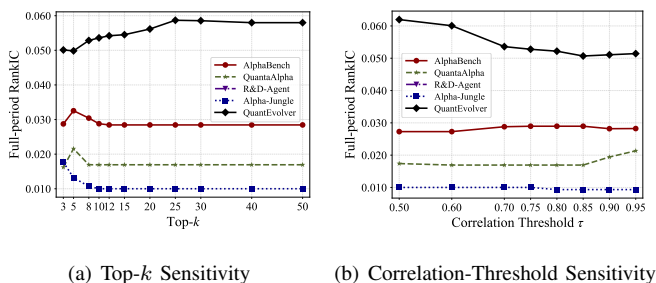 0.060
0.050
0.040
0.030
0.020
0.010
Full-period RankIC
AlphaBench
QuantaAlpha
R&D-Agent
Alpha-Jungle
QuantEvolver
3 5 8 10 12 15 20 25 30 40 50
Top-k
(a) Top-k Sensitivity
0.060
0.050
0.040
0.030
0.020
0.010
Full-period RankIC
AlphaBench
QuantaAlpha
R&D-Agent
Alpha-Jungle
QuantEvolver
0.50 0.60 0.70 0.75 0.80 0.85 0.90 0.95
Correlation Threshold τ
(b) Correlation-Threshold Sensitivity